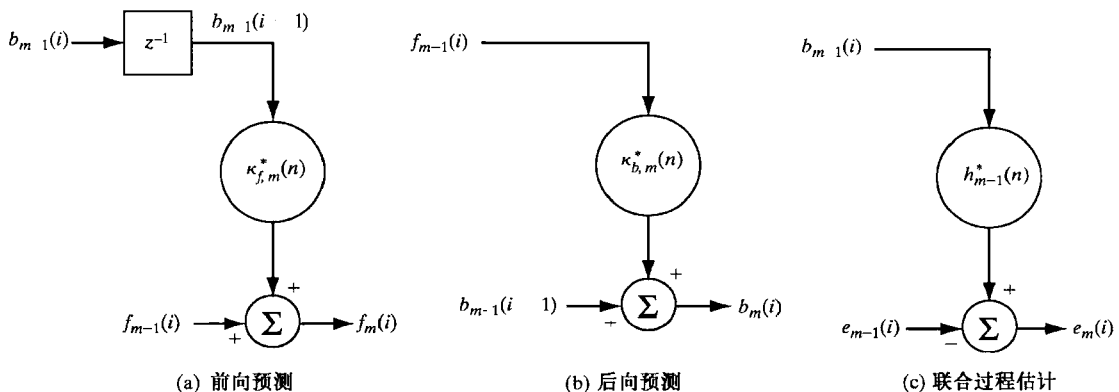 b_{m-1}(i)
z^{-1}
b_{m-1}(i-1)
κ^*_{f,m}(n)
+
f_{m-1}(i)
+
Σ
f_m(i)
(a) 前向预测
f_{m-1}(i)
κ^*_{b,m}(n)
+
b_{m-1}(i-1)
+
Σ
b_m(i)
(b) 后向预测
b_{m-1}(i)
h^*_{m-1}(n)
+
e_{m-1}(i)
−
Σ
e_m(i)
(c) 联合过程估计